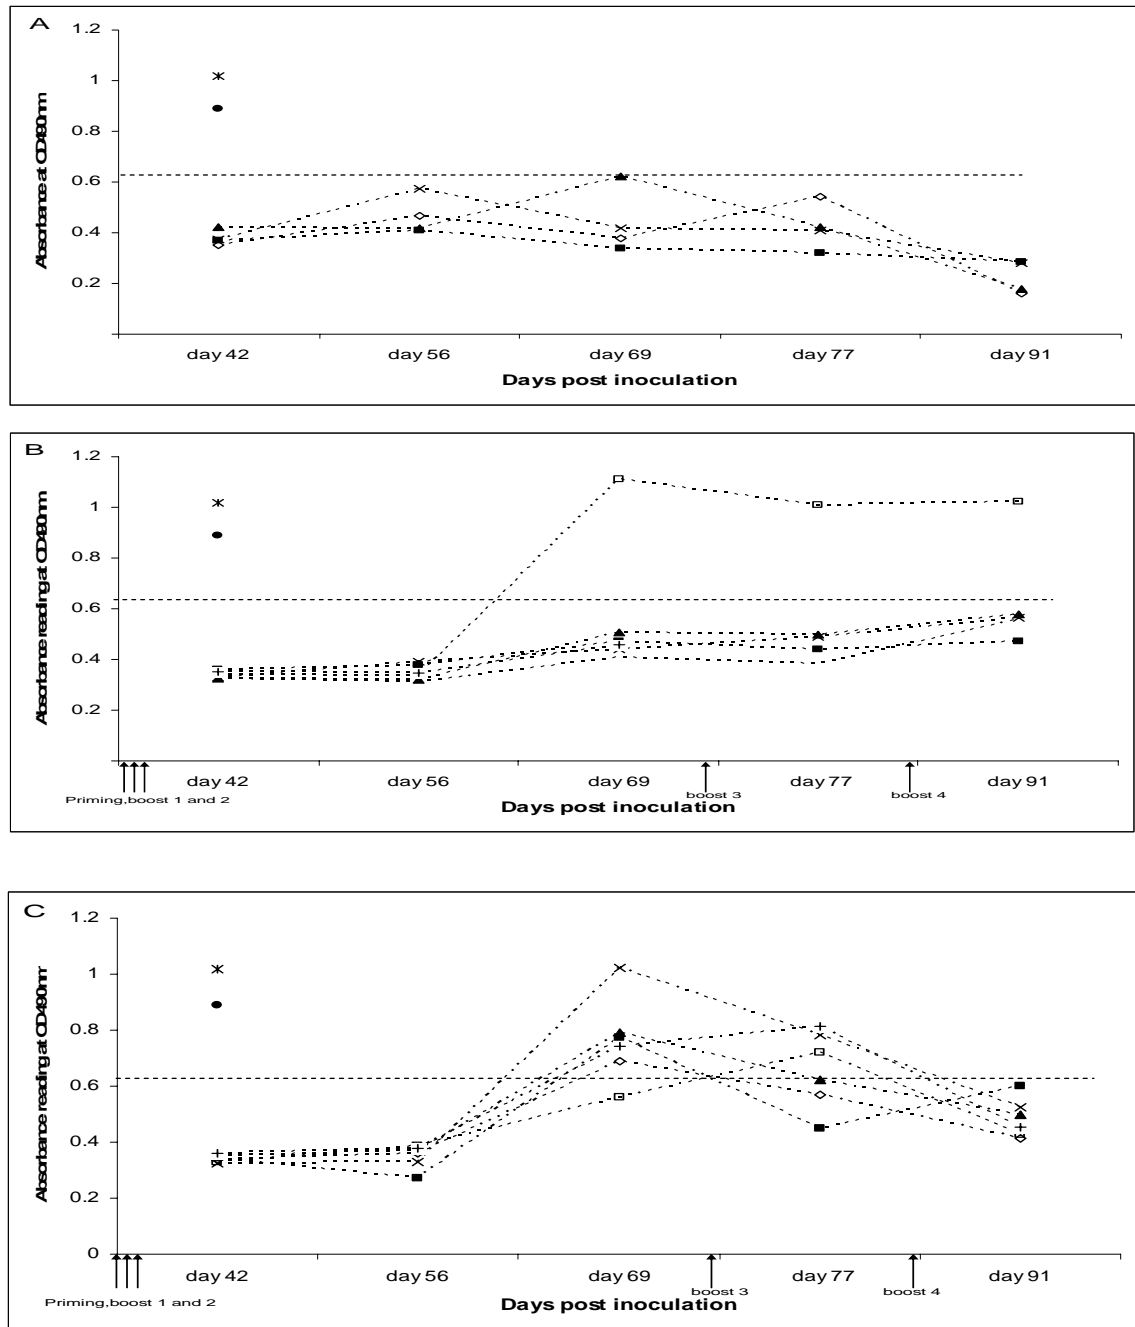 A
1.2
1
0.8
0.6
0.4
0.2
Absorbance at OD490nm
day 42 day 56 day 69 day 77 day 91
Days post inoculation
B
1.2
1
0.8
0.6
0.4
0.2
Absorbance reading at OD490nm
day 42 day 56 day 69 day 77 day 91
Priming,boost 1 and 2 boost 3 boost 4
Days post inoculation
C
1.2
1
0.8
0.6
0.4
0.2
0
Absorbance reading at OD490nm
day 42 day 56 day 69 day 77 day 91
Priming,boost 1 and 2 boost 3 boost 4
Days post inoculation